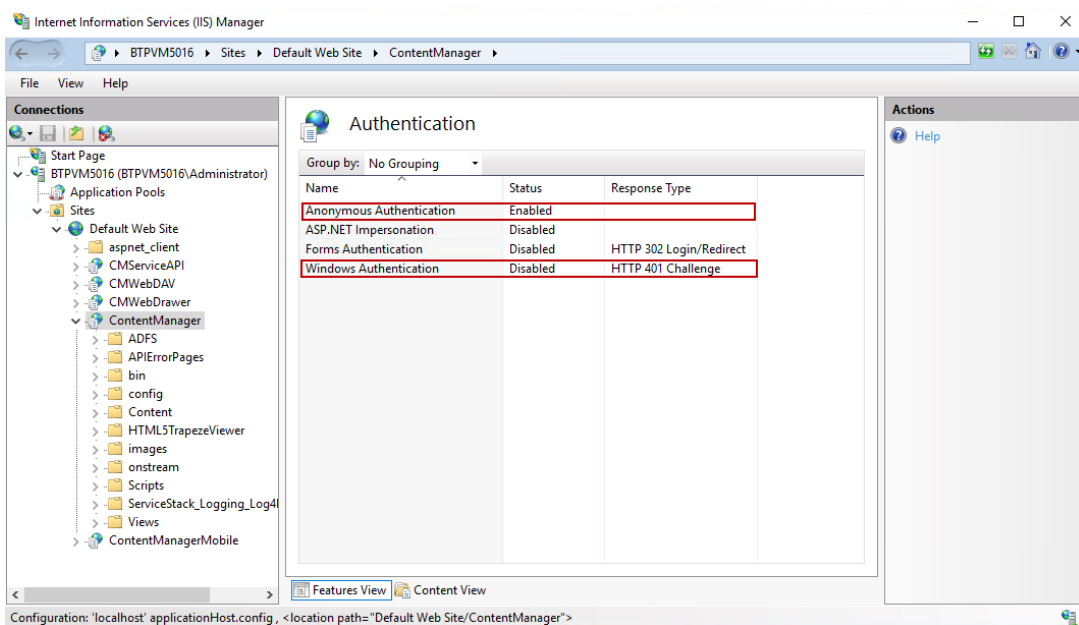 Internet Information Services (IIS) Manager
BTPVM5016 Sites Default Web Site ContentManager
File View Help
Connections
Start Page
BTPVM5016 (BTPVM5016\Administrator)
Application Pools
Sites
Default Web Site
aspnet_client
CMServiceAPI
CMWebDAV
CMWebDrawer
ContentManager
ADFS
APIErrorPages
bin
config
Content
HTML5TrapezeViewer
images
onstream
Scripts
ServiceStack_Logging_Log4
Views
ContentManagerMobile
Authentication
Group by: No Grouping
Name Status Response Type
Anonymous Authentication Enabled
ASP.NET Impersonation Disabled
Forms Authentication Disabled HTTP 302 Login/Redirect
Windows Authentication Disabled HTTP 401 Challenge
Features View Content View
Actions
Help
Configuration: 'localhost' applicationHost.config , <location path="Default Web Site/ContentManager">